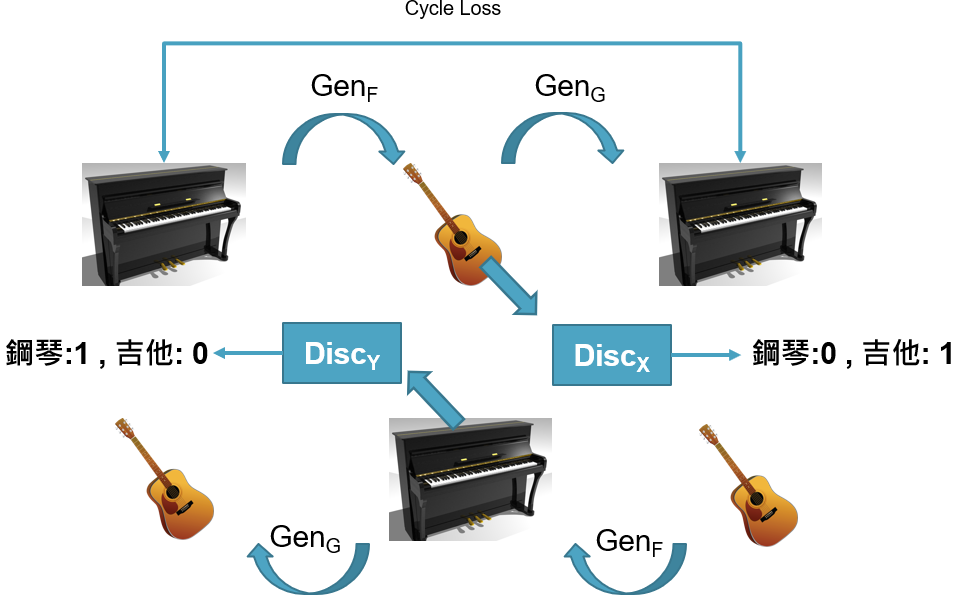 Cycle Loss
GenF
GenG
鋼琴:1 , 吉他: 0
DiscY
DiscX
鋼琴:0 , 吉他: 1
GenG
GenF